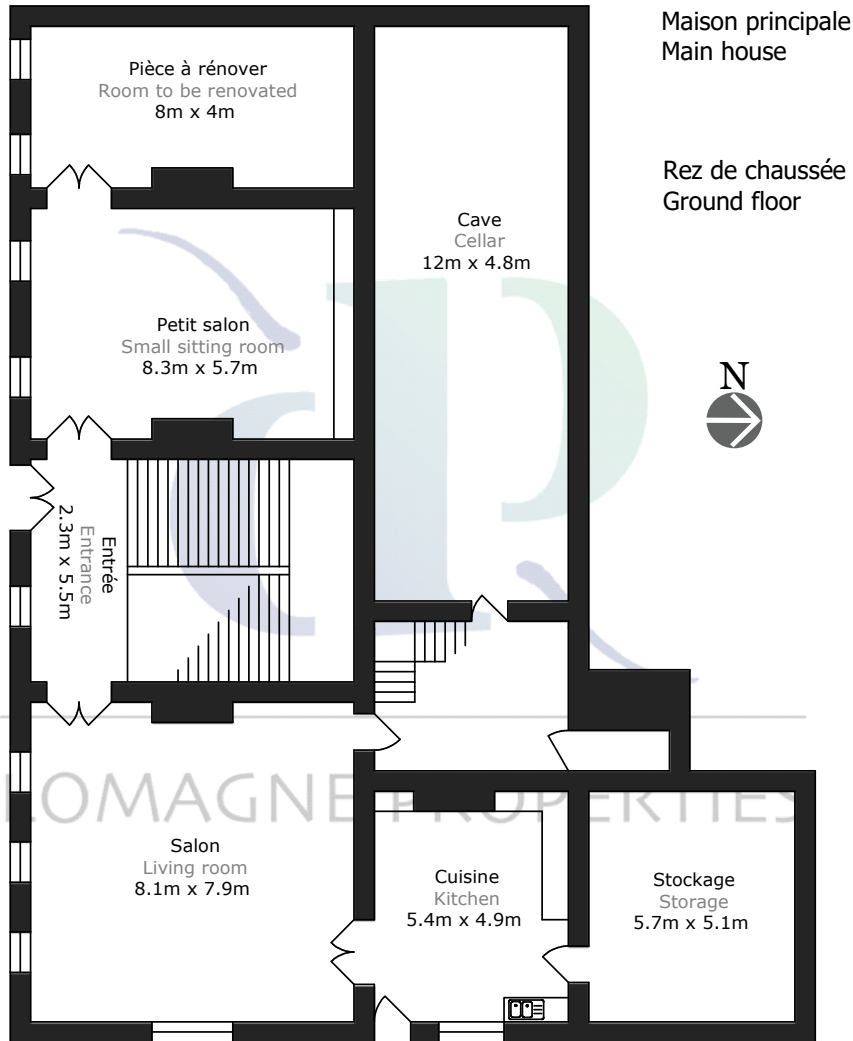 Maison principale
Main house
Rez de chaussée
Ground floor
Pièce à rénover
Room to be renovated
8m x 4m
Cave
Cellar
12m x 4.8m
Petit salon
Small sitting room
8.3m x 5.7m
N
Entrée
Entrance
2.3m x 5.5m
LOMAGNE PROPERTIES
Salon
Living room
8.1m x 7.9m
Cuisine
Kitchen
5.4m x 4.9m
Stockage
Storage
5.7m x 5.1m